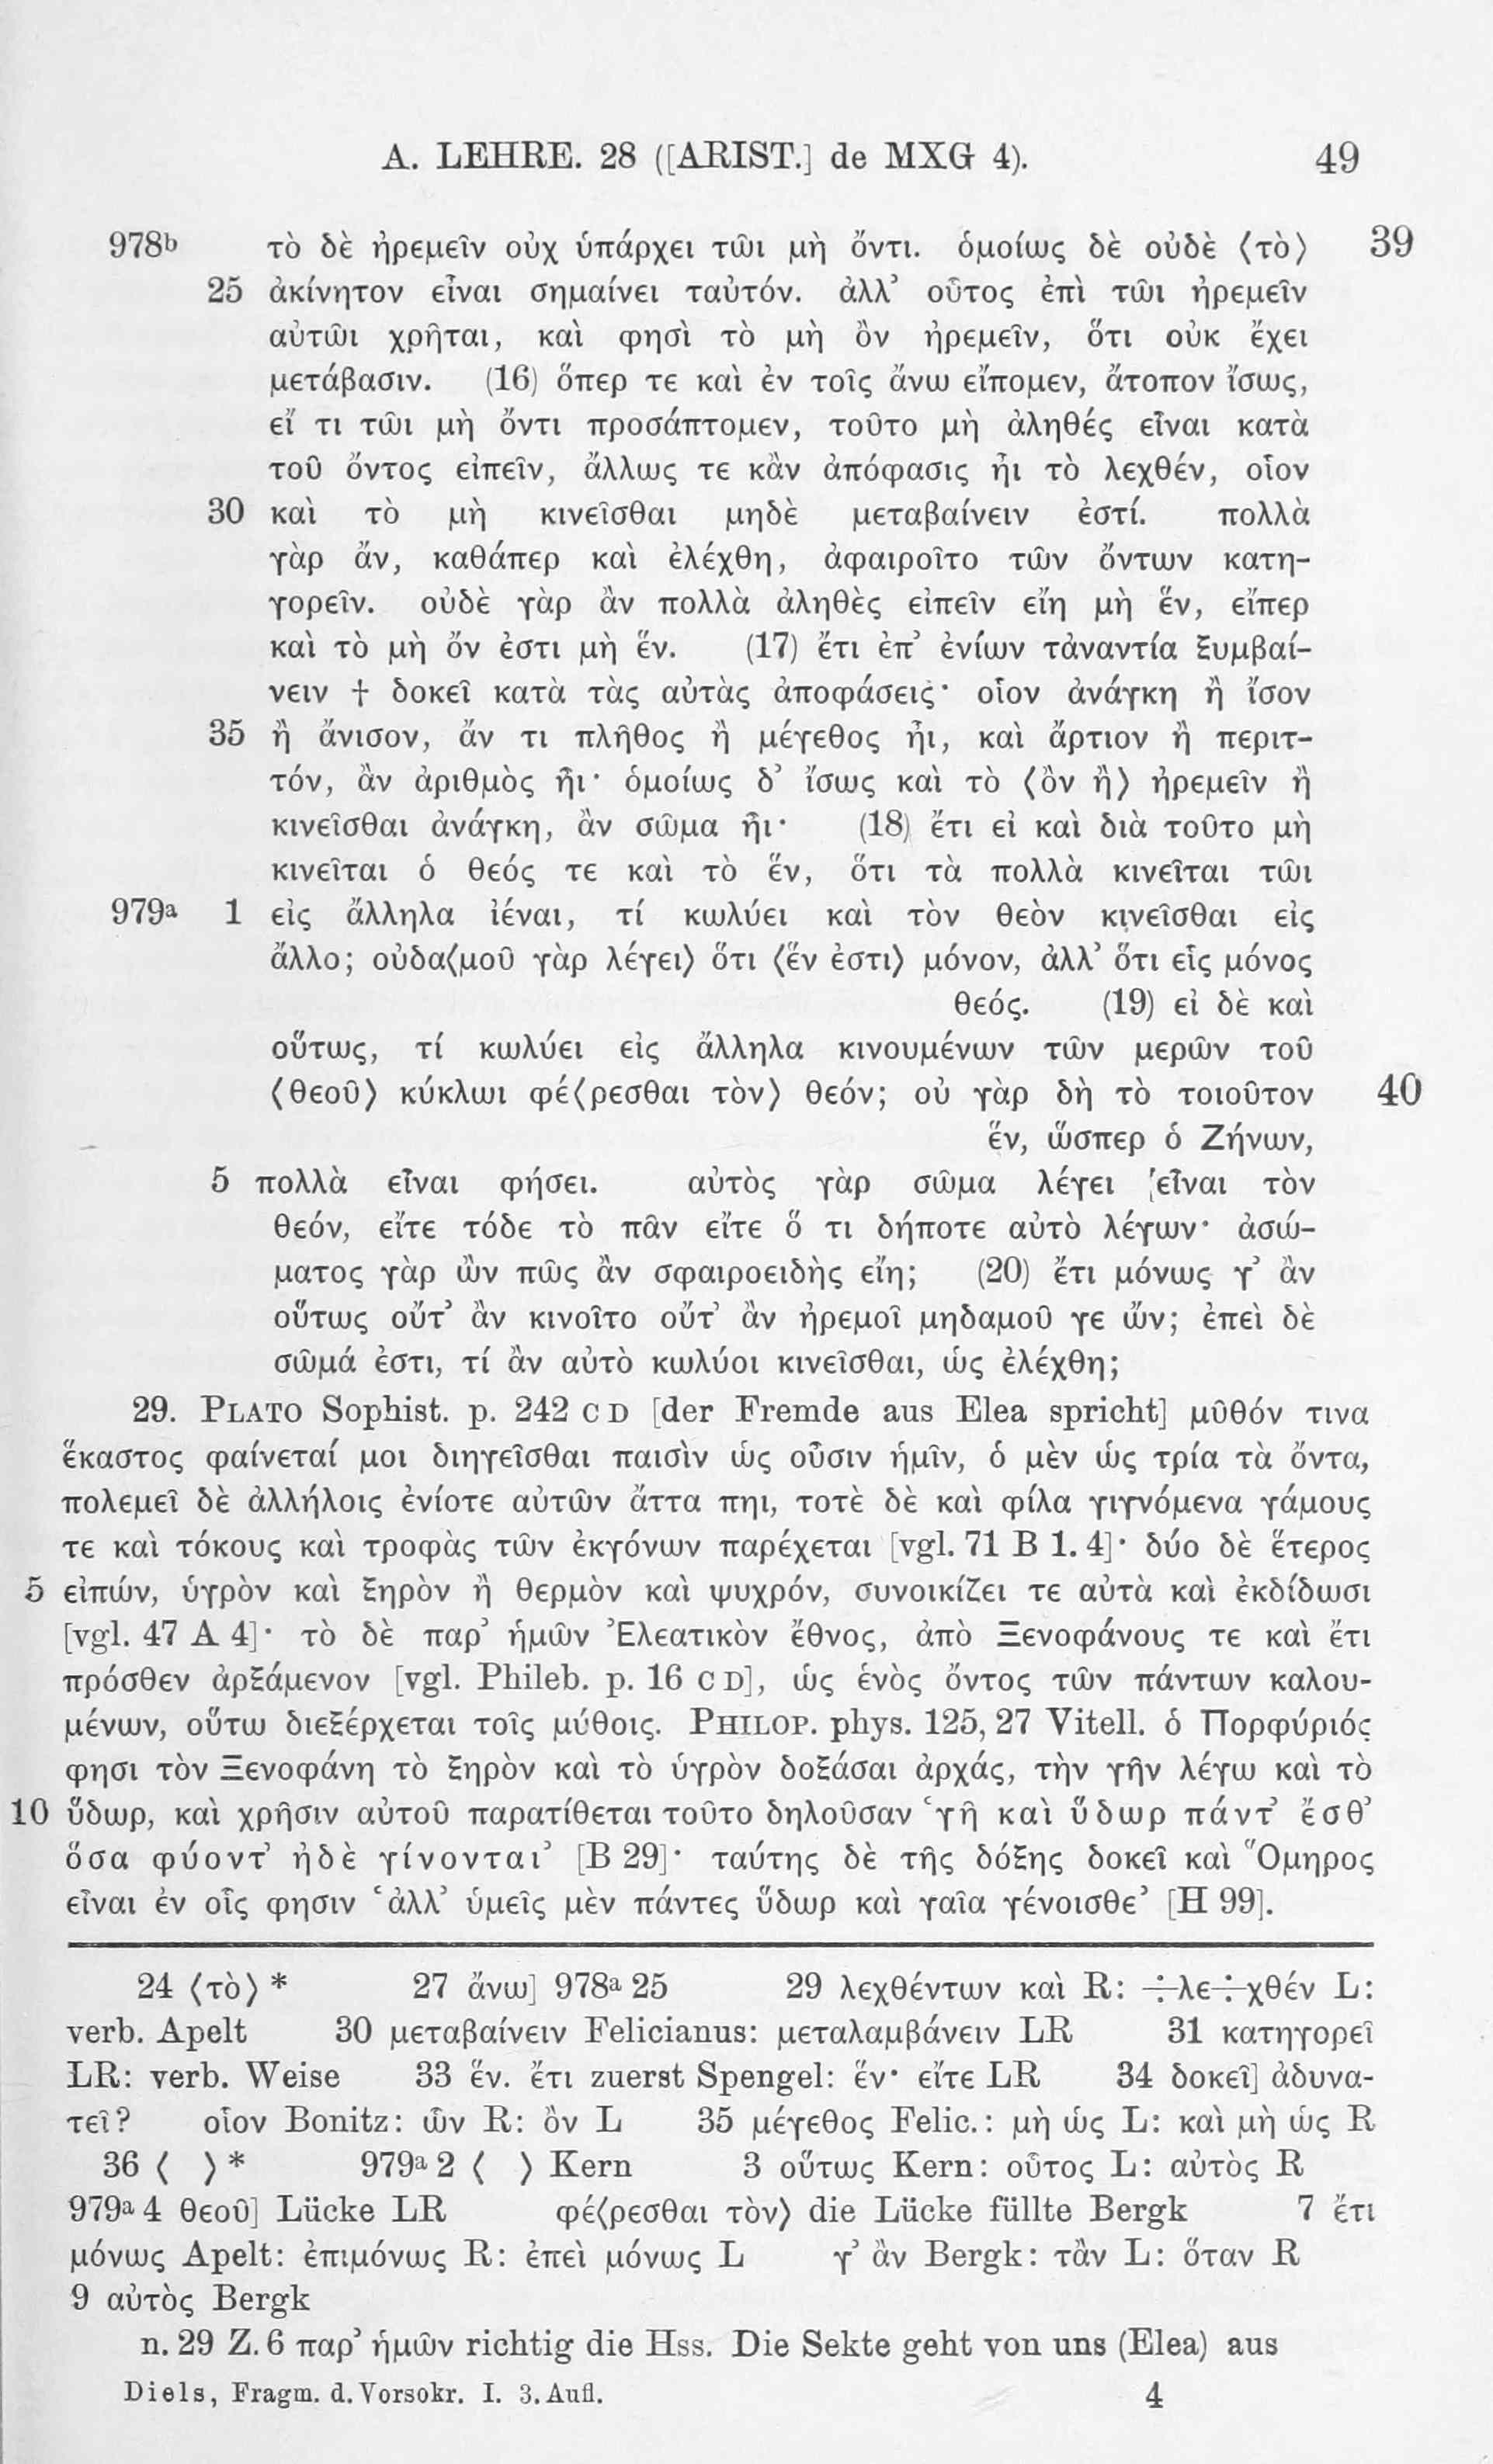 A. LEHRE. 28 ([ARIST.] de MXG 4). 49
978b τὸ δὲ ἠρεμεῖν οὐχ ὑπάρχει τῶι μὴ ὄντι. ὁμοίως δὲ οὐδὲ ⟨τὸ⟩ 39
25 ἀκίνητον εἶναι σημαίνει ταὐτόν. ἀλλ’ οὗτος ἐπὶ τῶι ἠρεμεῖν
αὐτῶι χρῆται, καὶ φησὶ τὸ μὴ ὂν ἠρεμεῖν, ὅτι οὐκ ἔχει
μετάβασιν. (16) ὅπερ τε καὶ ἐν τοῖς ἄνω εἴπομεν, ἄτοπον ἴσως,
εἴ τι τῶι μὴ ὄντι προσάπτομεν, τοῦτο μὴ ἀληθές εἶναι κατὰ
τοῦ ὄντος εἰπεῖν, ἄλλως τε κἂν ἀπόφασις ἦι τὸ λεχθέν, οἷον
30 καὶ τὸ μὴ κινεῖσθαι μηδὲ μεταβαίνειν ἐστί. πολλὰ
γὰρ ἄν, καθάπερ καὶ ἐλέχθη, ἀφαιροῖτο τῶν ὄντων κατη-
γορεῖν. οὐδὲ γὰρ ἂν πολλὰ ἀληθὲς εἰπεῖν εἴη μὴ ἕν, εἴπερ
καὶ τὸ μὴ ὄν ἐστι μὴ ἕν. (17) ἔτι ἐπ’ ἐνίων τἀναντία ξυμβαί-
νειν † δοκεῖ κατὰ τὰς αὐτὰς ἀποφάσεις· οἷον ἀνάγκη ἢ ἴσον
35 ἢ ἄνισον, ἄν τι πλῆθος ἢ μέγεθος ἦι, καὶ ἄρτιον ἢ περιτ-
τόν, ἂν ἀριθμὸς ἦι· ὁμοίως δ’ ἴσως καὶ τὸ ⟨ὂν ἢ⟩ ἠρεμεῖν ἢ
κινεῖσθαι ἀνάγκη, ἂν σῶμα ἦι· (18) ἔτι εἰ καὶ διὰ τοῦτο μὴ
κινεῖται ὁ θεός τε καὶ τὸ ἕν, ὅτι τὰ πολλὰ κινεῖται τῶι
979a 1 εἰς ἄλληλα ἰέναι, τί κωλύει καὶ τὸν θεὸν κινεῖσθαι εἰς
ἄλλο; οὐδα⟨μοῦ γὰρ λέγει⟩ ὅτι ⟨ἕν ἐστι⟩ μόνον, ἀλλ’ ὅτι εἷς μόνος
θεός. (19) εἰ δὲ καὶ
οὕτως, τί κωλύει εἰς ἄλληλα κινουμένων τῶν μερῶν τοῦ
⟨θεοῦ⟩ κύκλωι φέ⟨ρεσθαι τὸν⟩ θεόν; οὐ γὰρ δὴ τὸ τοιοῦτον 40
ἕν, ὥσπερ ὁ Ζήνων,
5 πολλὰ εἶναι φήσει. αὐτὸς γὰρ σῶμα λέγει εἶναι τὸν
θεόν, εἴτε τόδε τὸ πᾶν εἴτε ὅ τι δήποτε αὐτὸ λέγων· ἀσώ-
ματος γὰρ ὢν πῶς ἂν σφαιροειδὴς εἴη; (20) ἔτι μόνως γ’ ἂν
οὕτως οὔτ’ ἂν κινοῖτο οὔτ’ ἂν ἠρεμοῖ μηδαμοῦ γε ὤν; ἐπεὶ δὲ
σῶμά ἐστι, τί ἂν αὐτὸ κωλύοι κινεῖσθαι, ὡς ἐλέχθη;
29. PLATO Sophist. p. 242 C D [der Fremde aus Elea spricht] μῦθόν τινα
ἕκαστος φαίνεταί μοι διηγεῖσθαι παισὶν ὡς οὖσιν ἡμῖν, ὁ μὲν ὡς τρία τὰ ὄντα,
πολεμεῖ δὲ ἀλλήλοις ἐνίοτε αὐτῶν ἄττα πηι, τοτὲ δὲ καὶ φίλα γιγνόμενα γάμους
τε καὶ τόκους καὶ τροφὰς τῶν ἐκγόνων παρέχεται [vgl. 71 B 1. 4]· δύο δὲ ἕτερος
5 εἰπών, ὑγρὸν καὶ ξηρὸν ἢ θερμὸν καὶ ψυχρόν, συνοικίζει τε αὐτὰ καὶ ἐκδίδωσι
[vgl. 47 A 4]· τὸ δὲ παρ’ ἡμῶν Ἐλεατικὸν ἔθνος, ἀπὸ Ξενοφάνους τε καὶ ἔτι
πρόσθεν ἀρξάμενον [vgl. Phileb. p. 16 C D], ὡς ἑνὸς ὄντος τῶν πάντων καλου-
μένων, οὕτω διεξέρχεται τοῖς μύθοις. PHILOP. phys. 125, 27 Vitell. ὁ Πορφύριός
φησι τὸν Ξενοφάνη τὸ ξηρὸν καὶ τὸ ὑγρὸν δοξάσαι ἀρχάς, τὴν γῆν λέγω καὶ τὸ
10 ὕδωρ, καὶ χρῆσιν αὐτοῦ παρατίθεται τοῦτο δηλοῦσαν ‘γῆ καὶ ὕδωρ πάντ’ ἔσθ’
ὅσα φύοντ’ ἠδὲ γίνονται’ [B 29]· ταύτης δὲ τῆς δόξης δοκεῖ καὶ Ὅμηρος
εἶναι ἐν οἷς φησιν ‘ἀλλ’ ὑμεῖς μὲν πάντες ὕδωρ καὶ γαῖα γένοισθε’ [H 99].
24 ⟨τὸ⟩ * 27 ἄνω] 978a 25 29 λεχθέντων καὶ R: ÷λε÷χθέν L:
verb. Apelt 30 μεταβαίνειν Felicianus: μεταλαμβάνειν LR 31 κατηγορεῖ
LR: verb. Weise 33 ἕν. ἔτι zuerst Spengel: ἕν· εἴτε LR 34 δοκεῖ] ἀδυνα-
τεῖ? οἷον Bonitz: ὧν R: ὂν L 35 μέγεθος Felic.: μὴ ὡς L: καὶ μὴ ὡς R
36 ⟨ ⟩ * 979a 2 ⟨ ⟩ Kern 3 οὕτως Kern: οὗτος L: αὐτὸς R
979a 4 θεοῦ] Lücke LR φέ⟨ρεσθαι τὸν⟩ die Lücke füllte Bergk 7 ἔτι
μόνως Apelt: ἐπιμόνως R: ἐπεὶ μόνως L γ’ ἂν Bergk: τἂν L: ὅταν R
9 αὐτὸς Bergk
n. 29 Z. 6 παρ’ ἡμῶν richtig die Hss. Die Sekte geht von uns (Elea) aus
Diels, Fragm. d. Vorsokr. I. 3. Aufl. 4